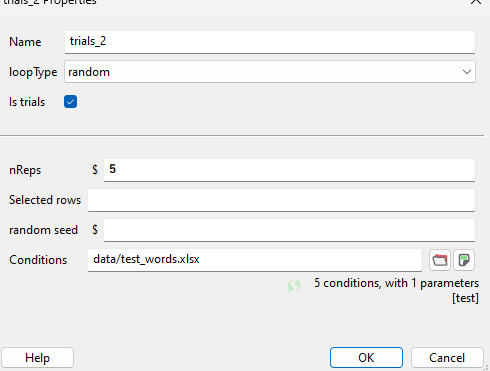 trials_2 Properties
Name trials_2
loopType random
Is trials
nReps $ 5
Selected rows
random seed $
Conditions data/test_words.xlsx
5 conditions, with 1 parameters
[test]
Help OK Cancel